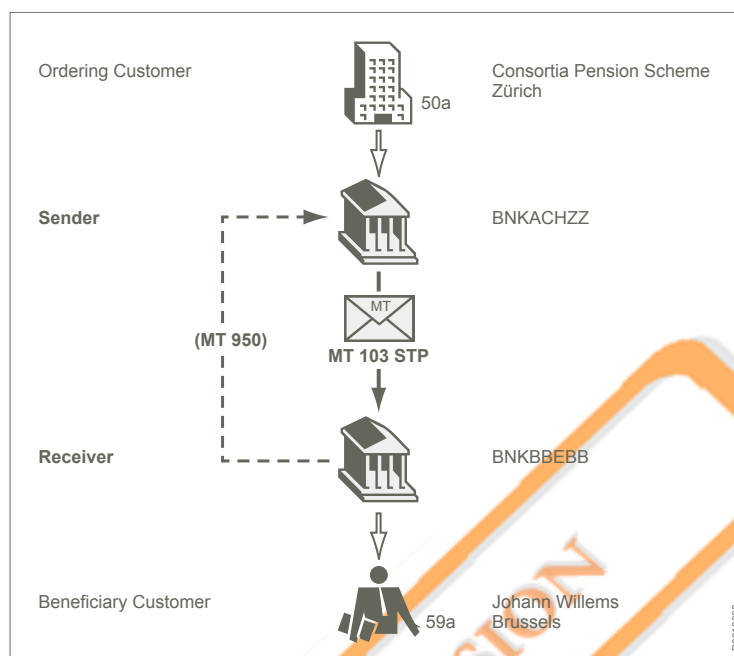 Ordering Customer
50a
Consortia Pension Scheme
Zürich
Sender
BNKACHZZ
MT
(MT 950)
MT 103 STP
Receiver
BNKBBEBB
Beneficiary Customer
59a
Johann Willems
Brussels
SION